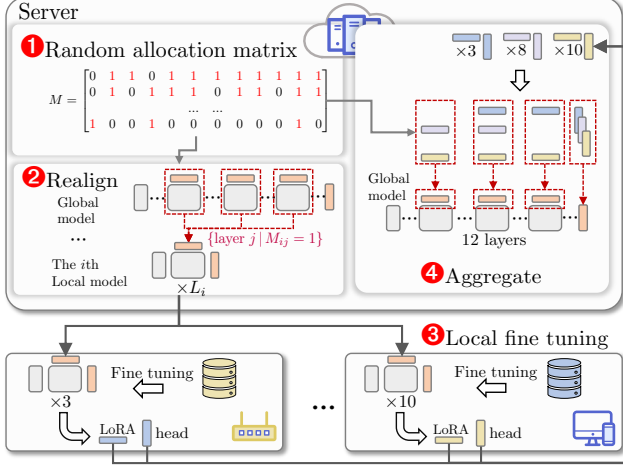 Server
1 Random allocation matrix
M =
0 1 1 0 1 1 1 1 1 1 1 1
0 1 0 1 1 1 1 0 1 1 1 1
... ...
1 0 0 1 0 0 0 0 0 0 1 0
2 Realign
Global
model
...
The ith
Local model
{layer j | M_ij = 1}
×L_i
×3
×8
×10
Global
model
12 layers
4 Aggregate
3 Local fine tuning
×3
Fine tuning
LoRA
head
...
×10
Fine tuning
LoRA
head